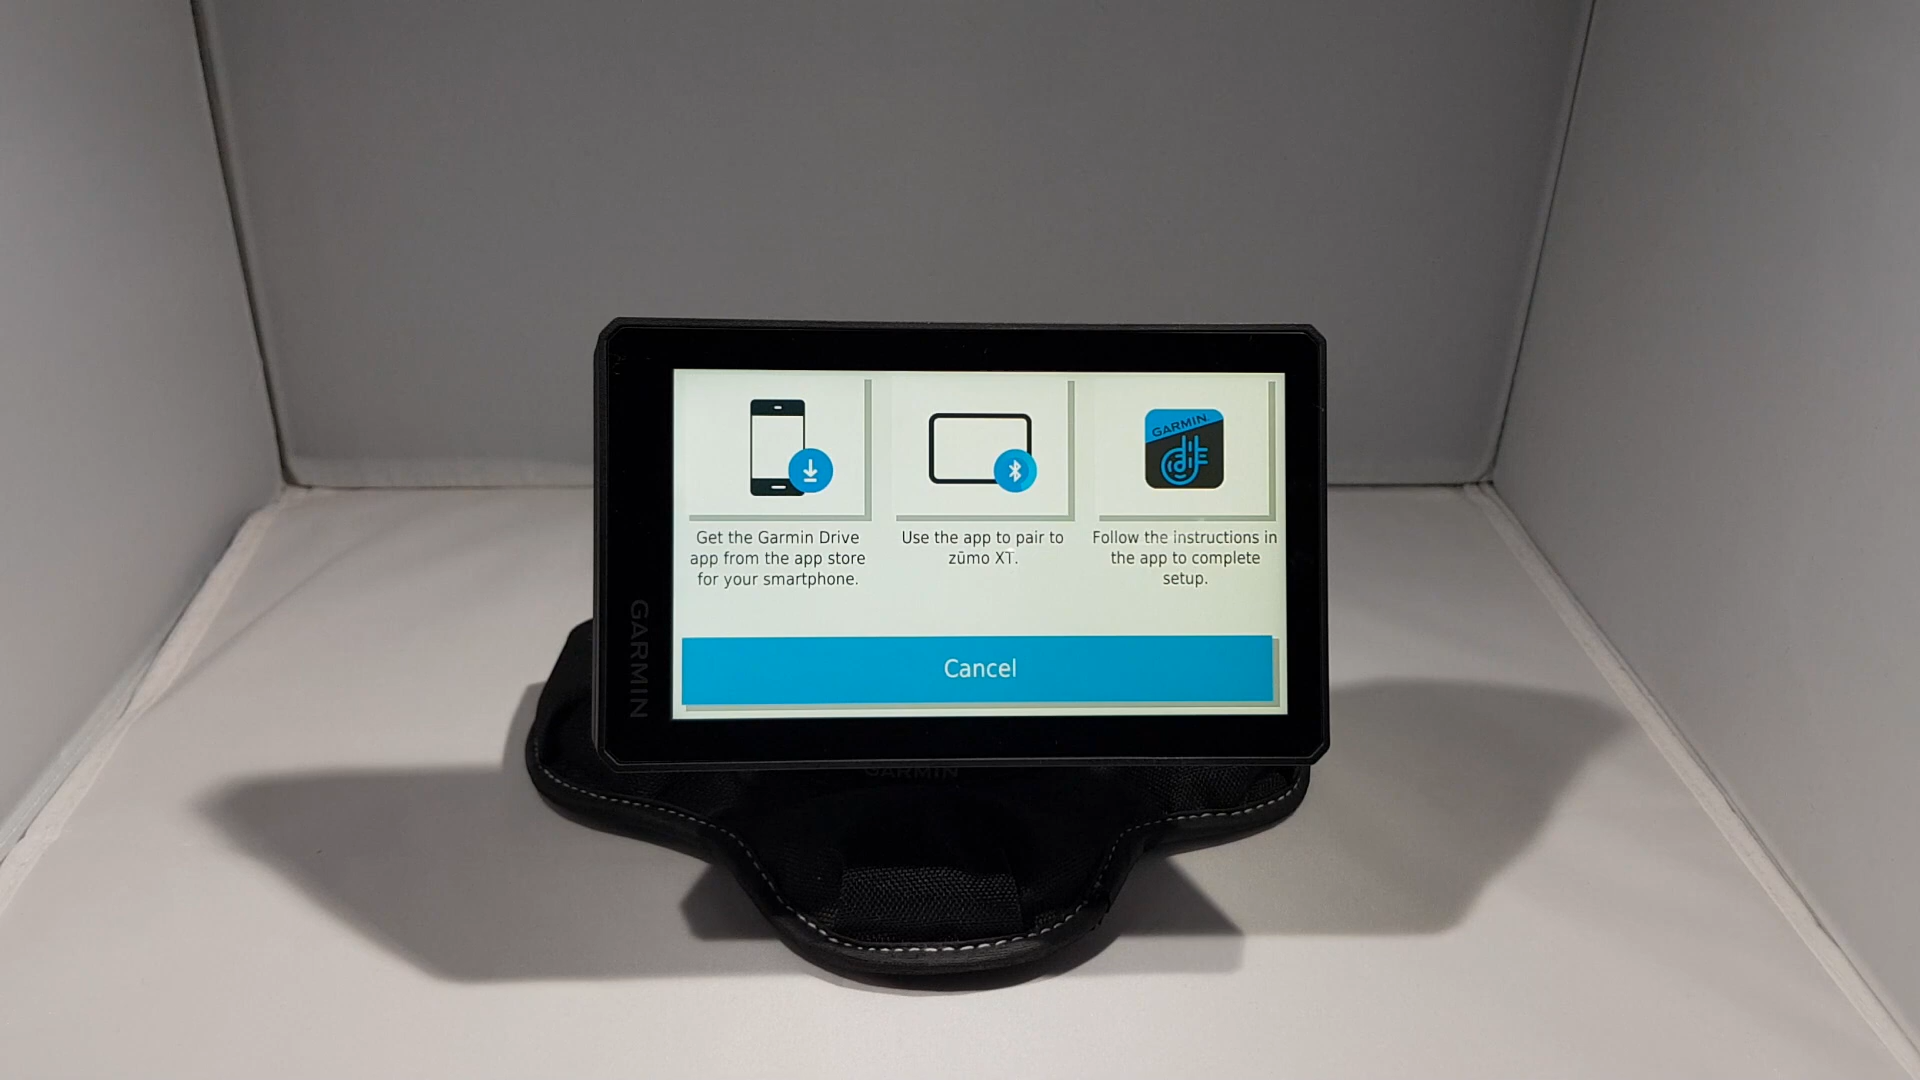 GARMIN
Get the Garmin Drive
app from the app store
for your smartphone.
Use the app to pair to
zūmo XT.
Follow the instructions in
the app to complete
setup.
Cancel
GARMIN
GARMIN